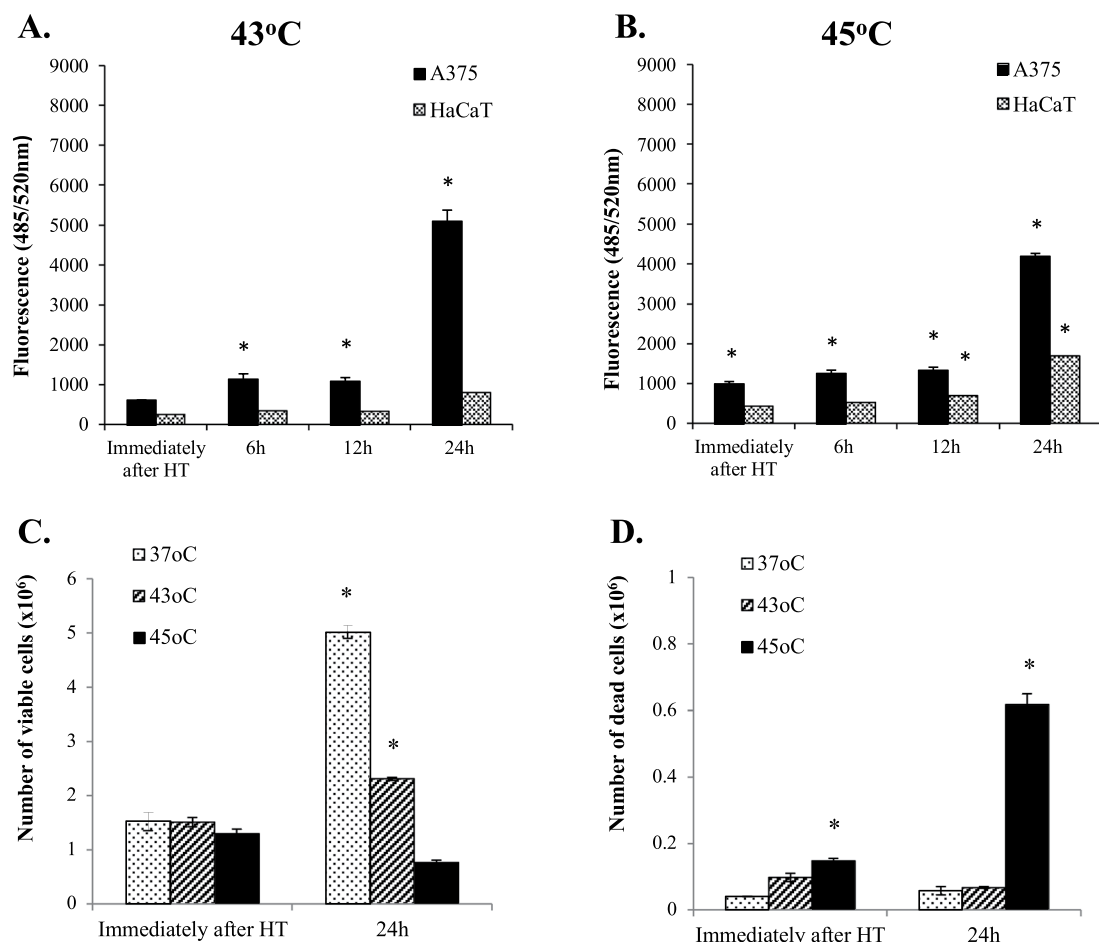 A.
43°C
9000
8000
7000
6000
5000
4000
3000
2000
1000
0
Fluorescence (485/520nm)
A375
HaCaT
*
*
*
Immediately
after HT
6h
12h
24h
B.
45°C
9000
8000
7000
6000
5000
4000
3000
2000
1000
0
Fluorescence (485/520nm)
A375
HaCaT
*
*
*
*
*
*
Immediately
after HT
6h
12h
24h
C.
37oC
43oC
45oC
6
5
4
3
2
1
0
Number of viable cells (x10⁶)
*
*
Immediately after HT
24h
D.
37oC
43oC
45oC
1
0.8
0.6
0.4
0.2
0
Number of dead cells (x10⁶)
*
*
Immediately after HT
24h